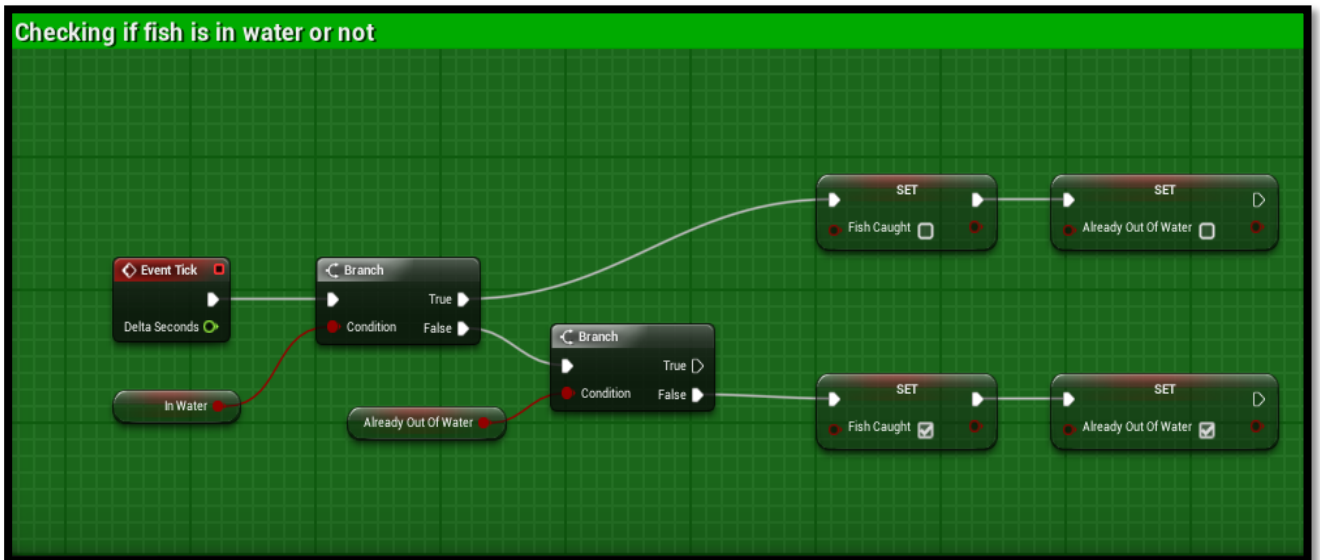 Checking if fish is in water or not
SET
SET
Fish Caught
Already Out Of Water
Event Tick
Branch
True
Delta Seconds
Condition
False
Branch
True
In Water
Condition
False
Already Out Of Water
SET
SET
Fish Caught
Already Out Of Water